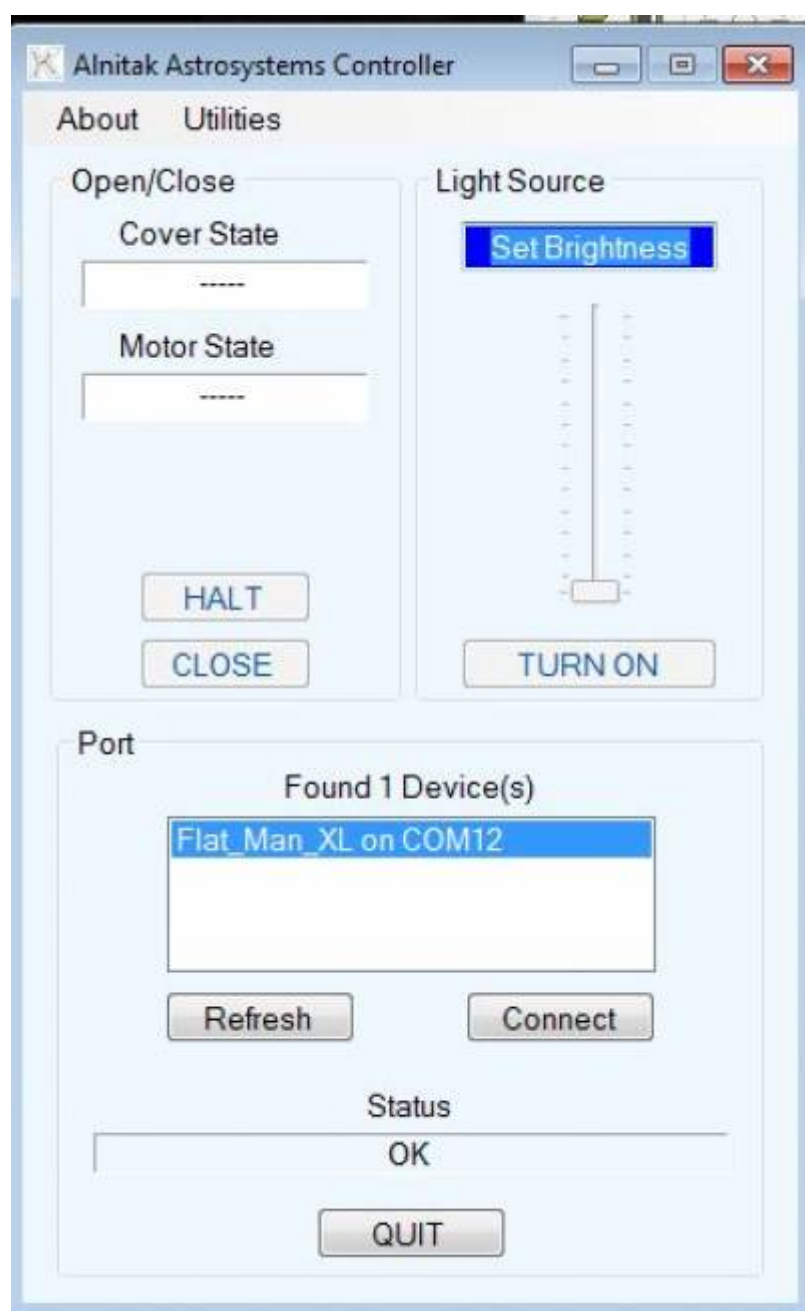 Alnitak Astrosystems Controller
About Utilities
Open/Close
Cover State
-----
Motor State
-----
HALT
CLOSE
Light Source
Set Brightness
TURN ON
Port
Found 1 Device(s)
Flat_Man_XL on COM12
Refresh Connect
Status
OK
QUIT